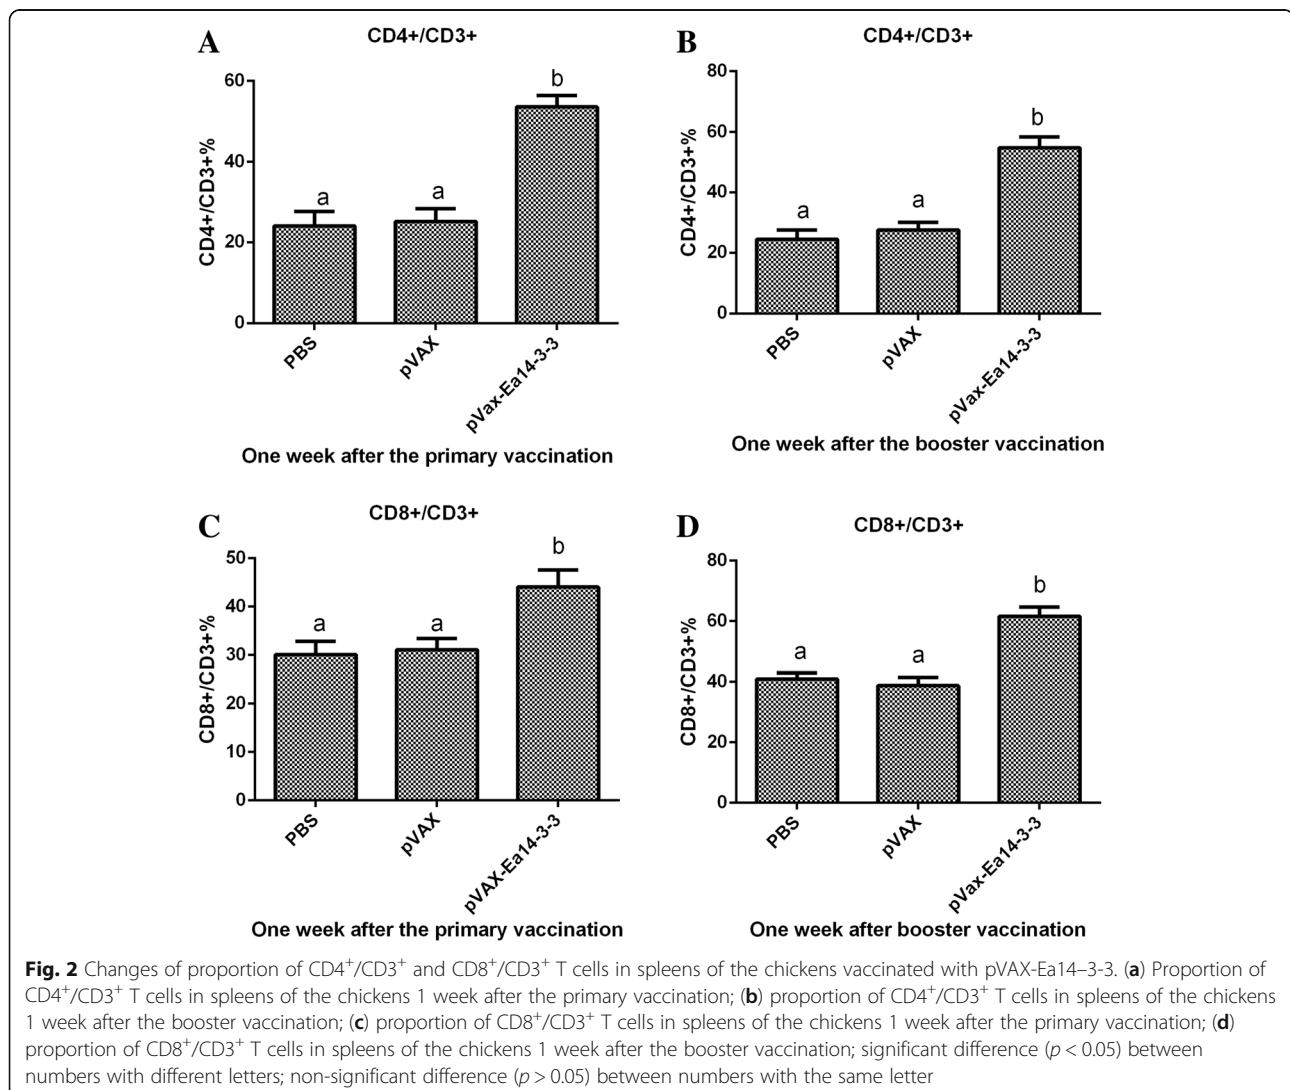 A
CD4+/CD3+
CD4+/CD3+%
60
40
20
0
a
a
b
PBS
pVAX
pVax-Ea14-3-3
One week after the primary vaccination
B
CD4+/CD3+
CD4+/CD3+%
80
60
40
20
0
a
a
b
PBS
pVAX
pVax-Ea14-3-3
One week after the booster vaccination
C
CD8+/CD3+
CD8+/CD3+%
50
40
30
20
10
0
a
a
b
PBS
pVAX
pVAX-Ea14-3-3
One week after the primary vaccination
D
CD8+/CD3+
CD8+/CD3+%
80
60
40
20
0
a
a
b
PBS
pVAX
pVax-Ea14-3-3
One week after booster vaccination
Fig. 2 Changes of proportion of CD4⁺/CD3⁺ and CD8⁺/CD3⁺ T cells in spleens of the chickens vaccinated with pVAX-Ea14–3-3. (a) Proportion of
CD4⁺/CD3⁺ T cells in spleens of the chickens 1 week after the primary vaccination; (b) proportion of CD4⁺/CD3⁺ T cells in spleens of the chickens
1 week after the booster vaccination; (c) proportion of CD8⁺/CD3⁺ T cells in spleens of the chickens 1 week after the primary vaccination; (d)
proportion of CD8⁺/CD3⁺ T cells in spleens of the chickens 1 week after the booster vaccination; significant difference (p < 0.05) between
numbers with different letters; non-significant difference (p > 0.05) between numbers with the same letter